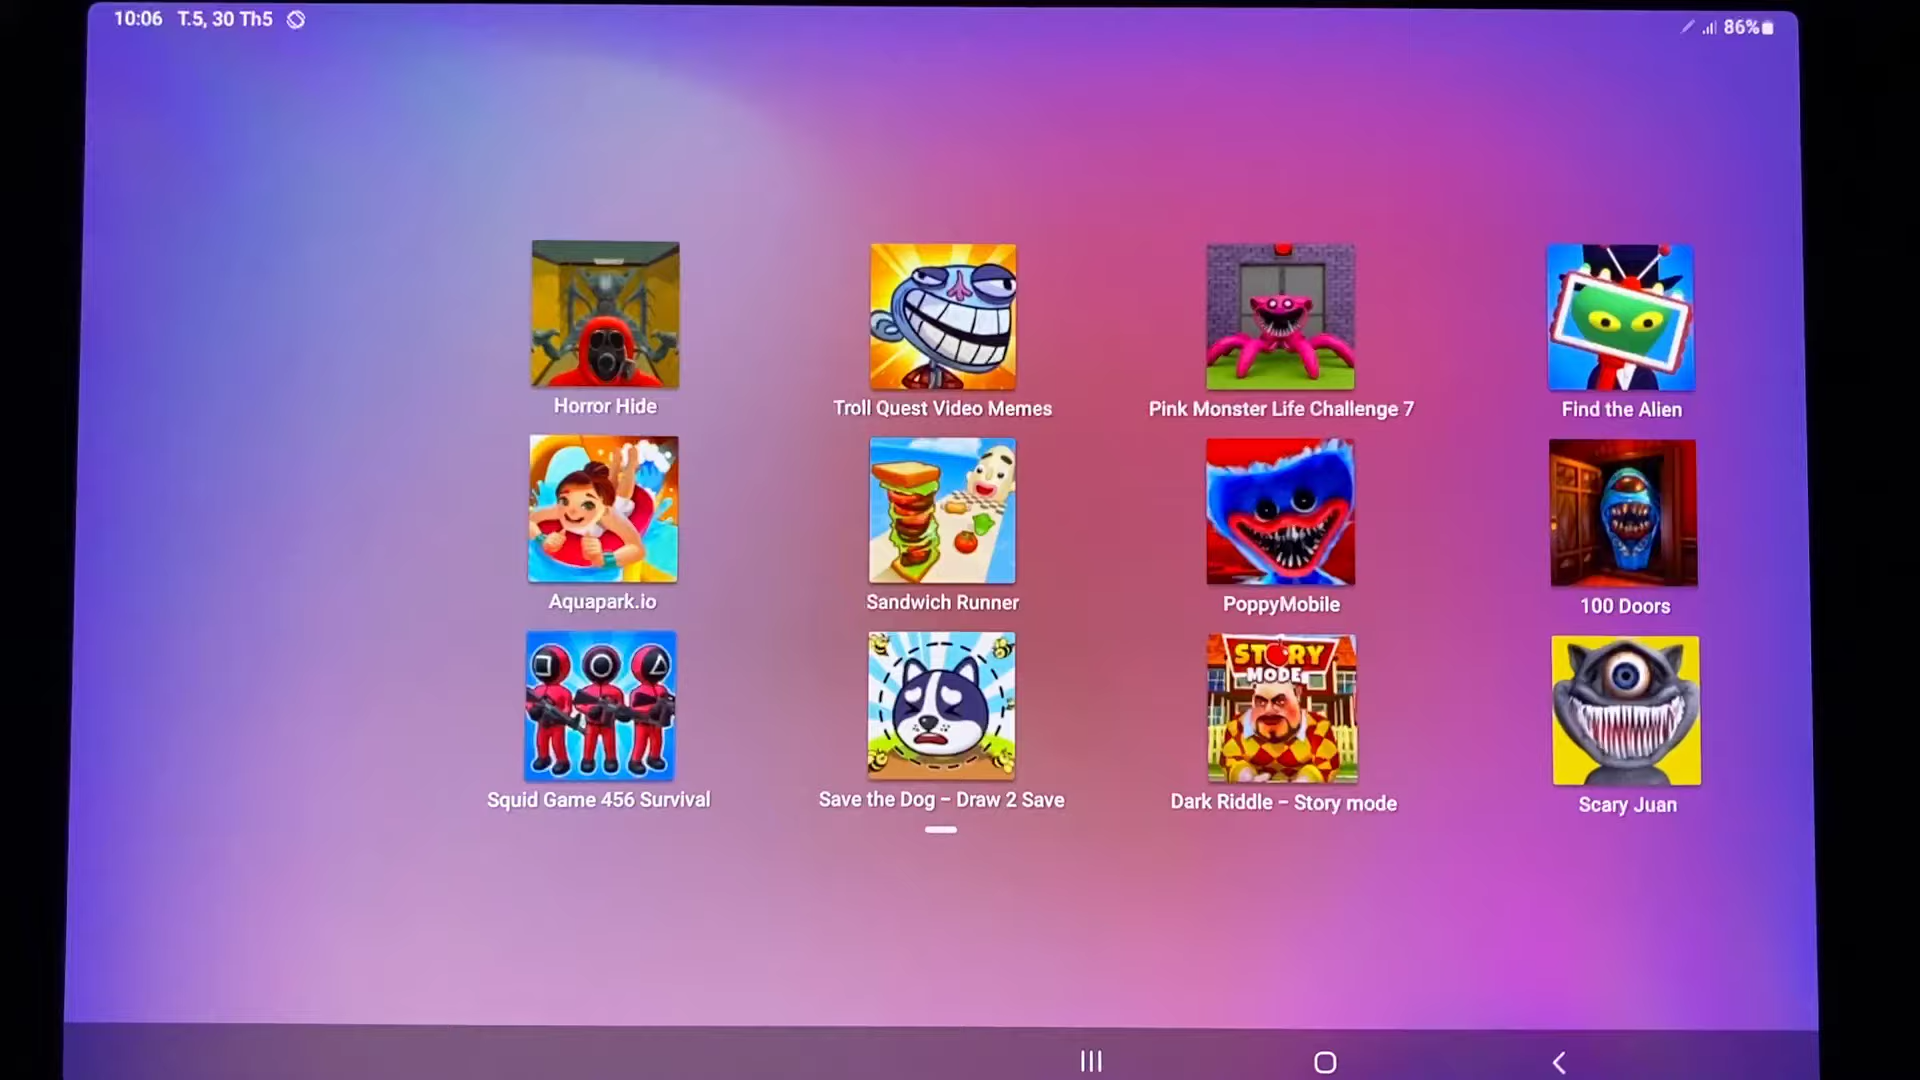 10:06 T.5, 30 Th5
86%
Horror Hide
Troll Quest Video Memes
Pink Monster Life Challenge 7
Find the Alien
Aquapark.io
Sandwich Runner
PoppyMobile
100 Doors
STORY
MODE
Squid Game 456 Survival
Save the Dog – Draw 2 Save
Dark Riddle – Story mode
Scary Juan